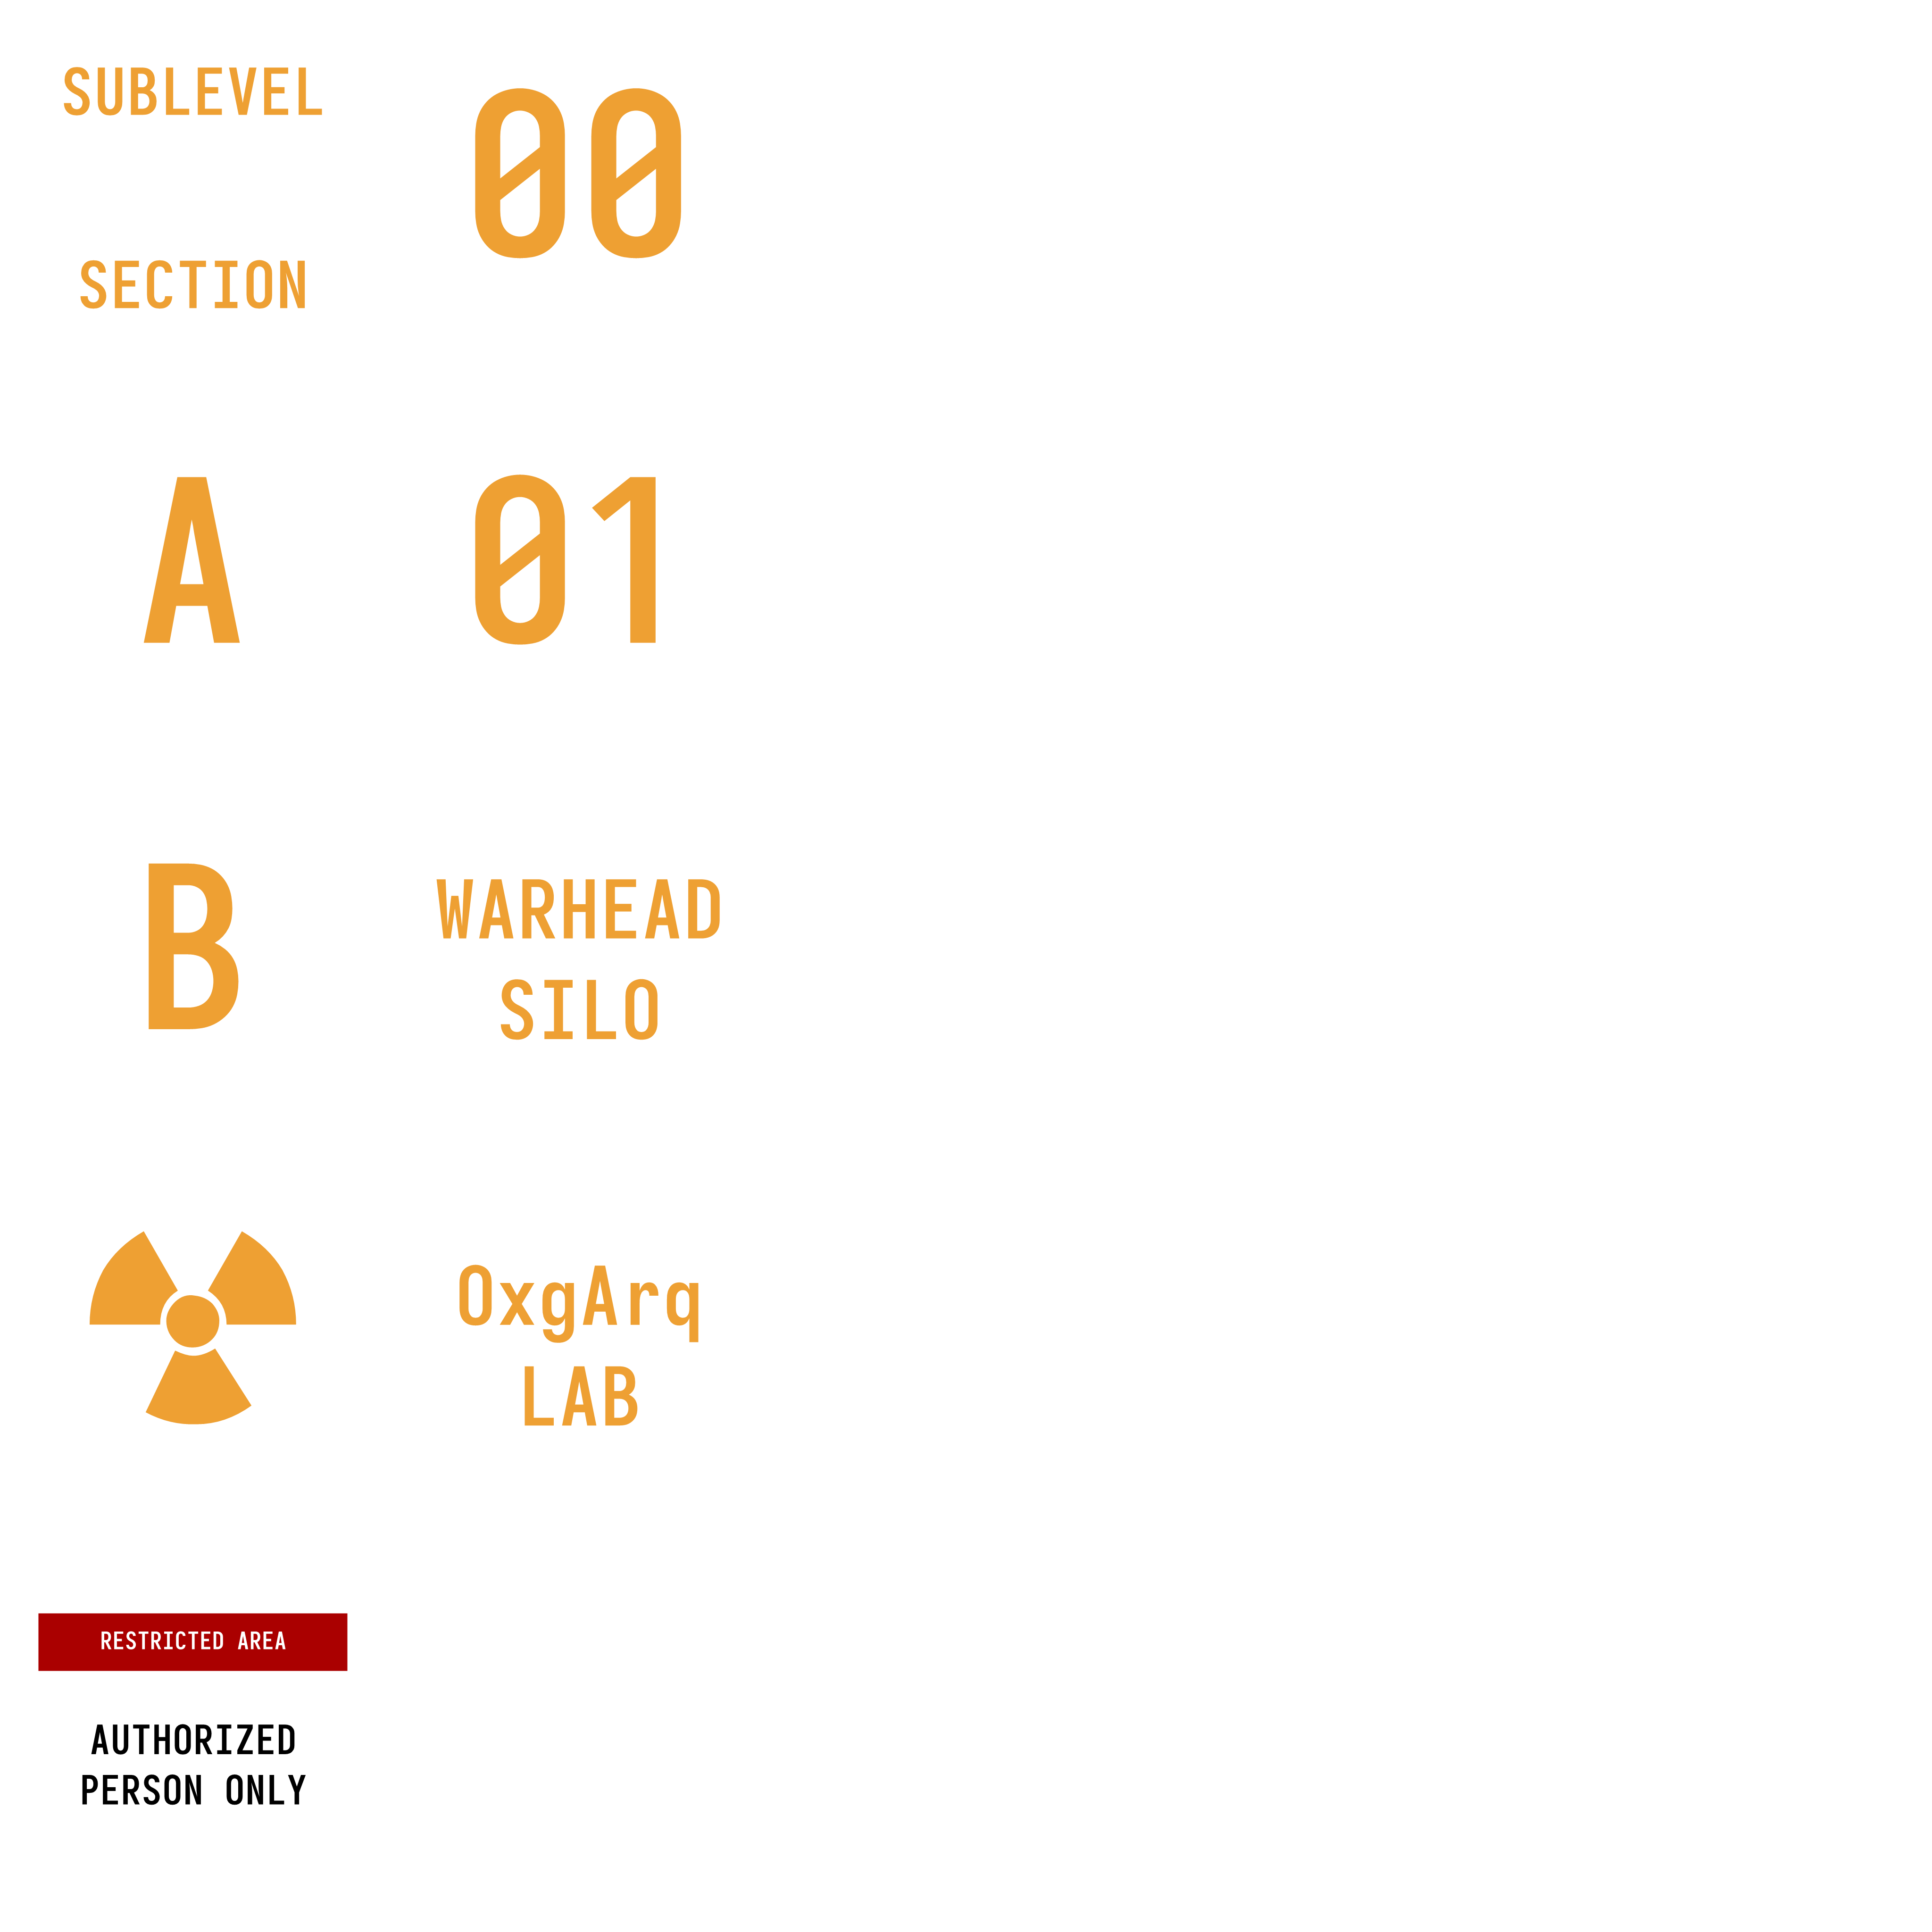 SUBLEVEL
SECTION
00
A
01
B
WARHEAD
SILO
OxgArq
LAB
RESTRICTED AREA
AUTHORIZED
PERSON ONLY